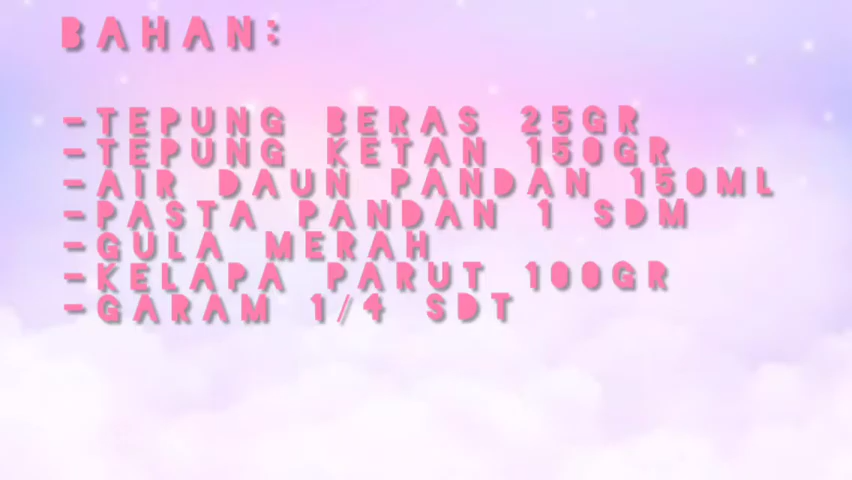 BAHAN:
-TEPUNG BERAS 25GR
-TEPUNG KETAN 150GR
-AIR DAUN PANDAN 150ML
-PASTA PANDAN 1 SDM
-GULA MERAH
-KELAPA PARUT 100GR
-GARAM 1/4 SDT